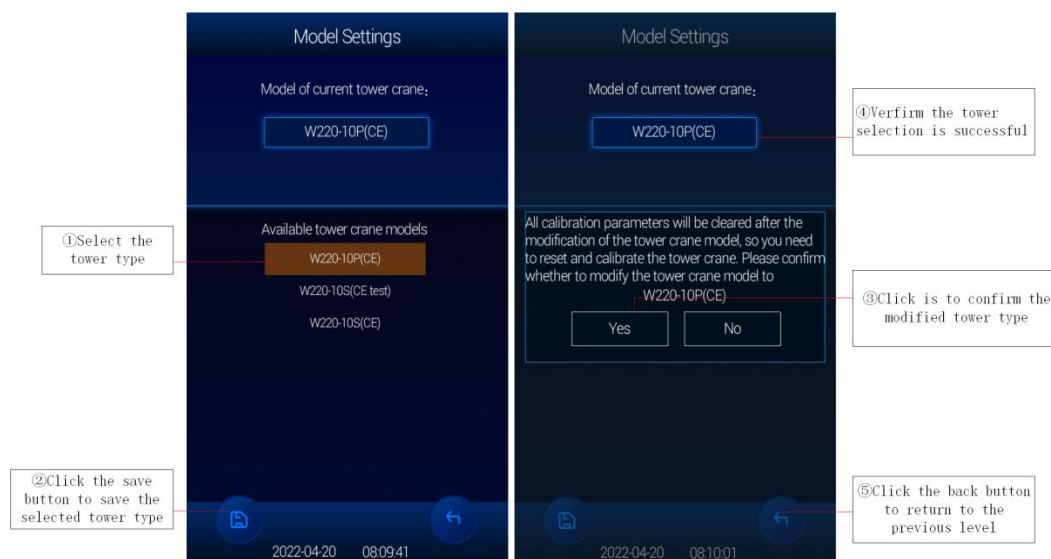 Model Settings
Model of current tower crane:
W220-10P(CE)
Available tower crane models
W220-10P(CE)
W220-10S(CE test)
W220-10S(CE)
2022-04-20 08:09:41
①Select the
tower type
②Click the save
button to save the
selected tower type
Model Settings
Model of current tower crane:
W220-10P(CE)
All calibration parameters will be cleared after the
modification of the tower crane model, so you need
to reset and calibrate the tower crane. Please confirm
whether to modify the tower crane model to
W220-10P(CE)
Yes No
2022-04-20 08:10:01
④Verfirm the tower
selection is successful
③Click is to confirm the
modified tower type
⑤Click the back button
to return to the
previous level